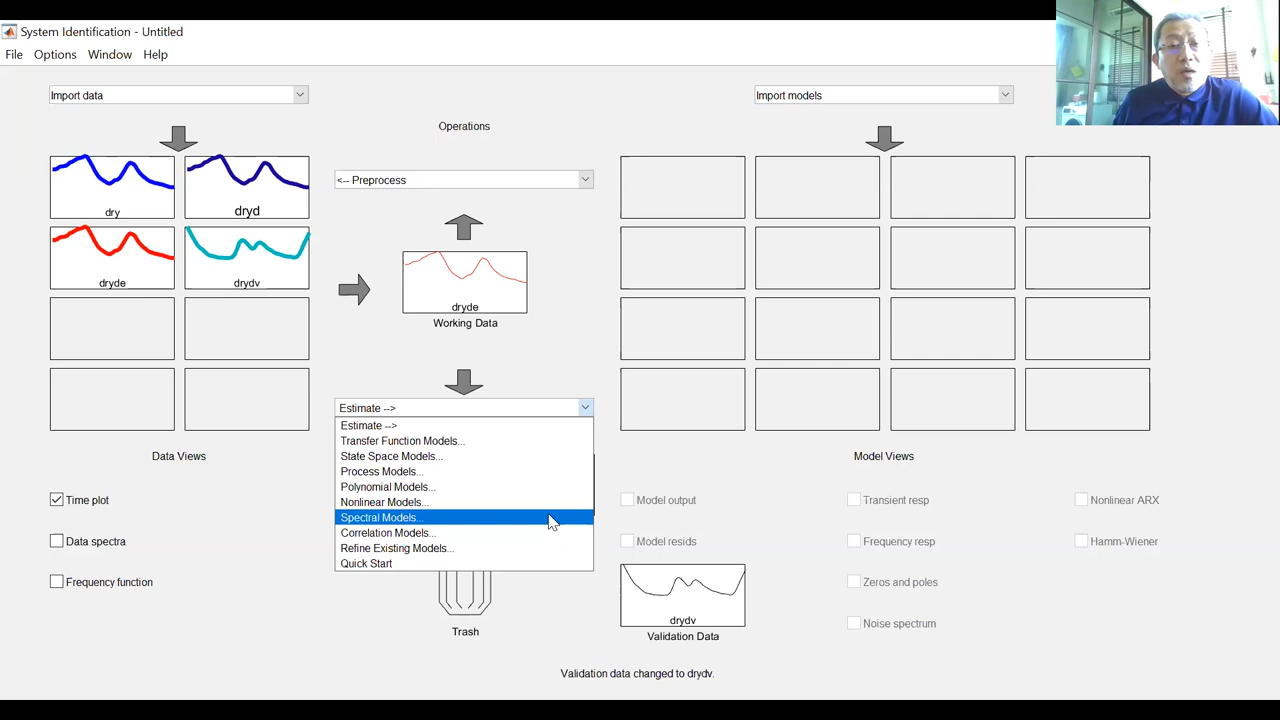 System Identification - Untitled
File Options Window Help
Import data
Import models
Operations
<-- Preprocess
dry
dryd
dryde
drydv
dryde
Working Data
Estimate -->
Estimate -->
Transfer Function Models...
State Space Models...
Process Models...
Polynomial Models...
Nonlinear Models...
Spectral Models...
Correlation Models...
Refine Existing Models...
Quick Start
Data Views
Model Views
Time plot
Data spectra
Frequency function
Model output
Transient resp
Nonlinear ARX
Model resids
Frequency resp
Hamm-Wiener
Zeros and poles
Noise spectrum
Trash
drydv
Validation Data
Validation data changed to drydv.